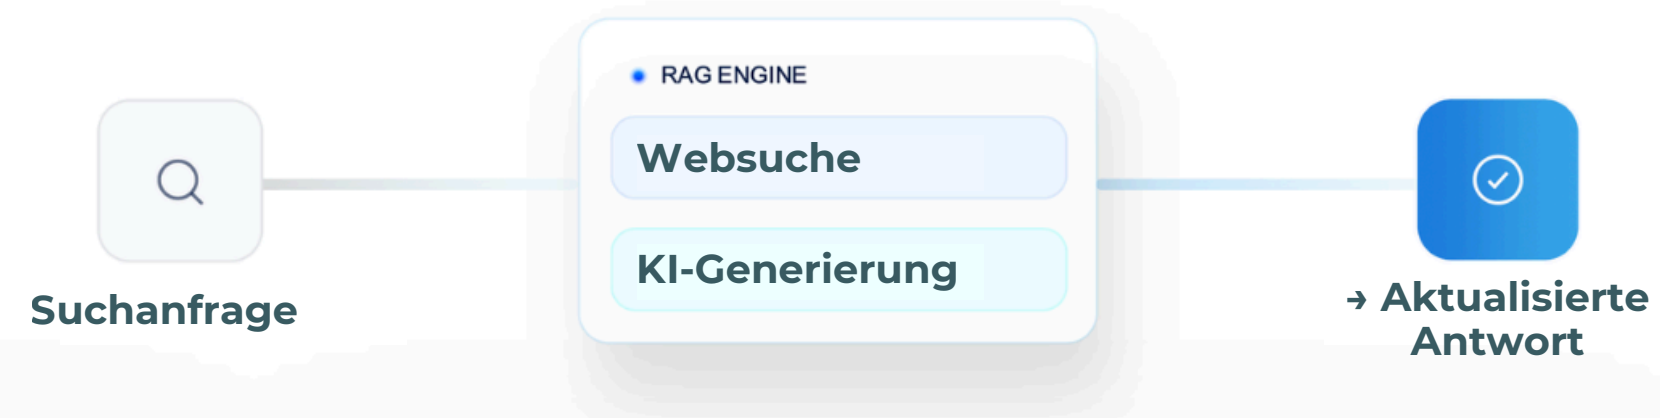 RAG ENGINE
Websuche
KI-Generierung
Suchanfrage
→ Aktualisierte
Antwort